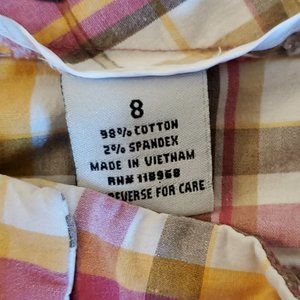 8
98% COTTON
2% SPANDEX
MADE IN VIETNAM
RN# 118968
REVERSE FOR CARE